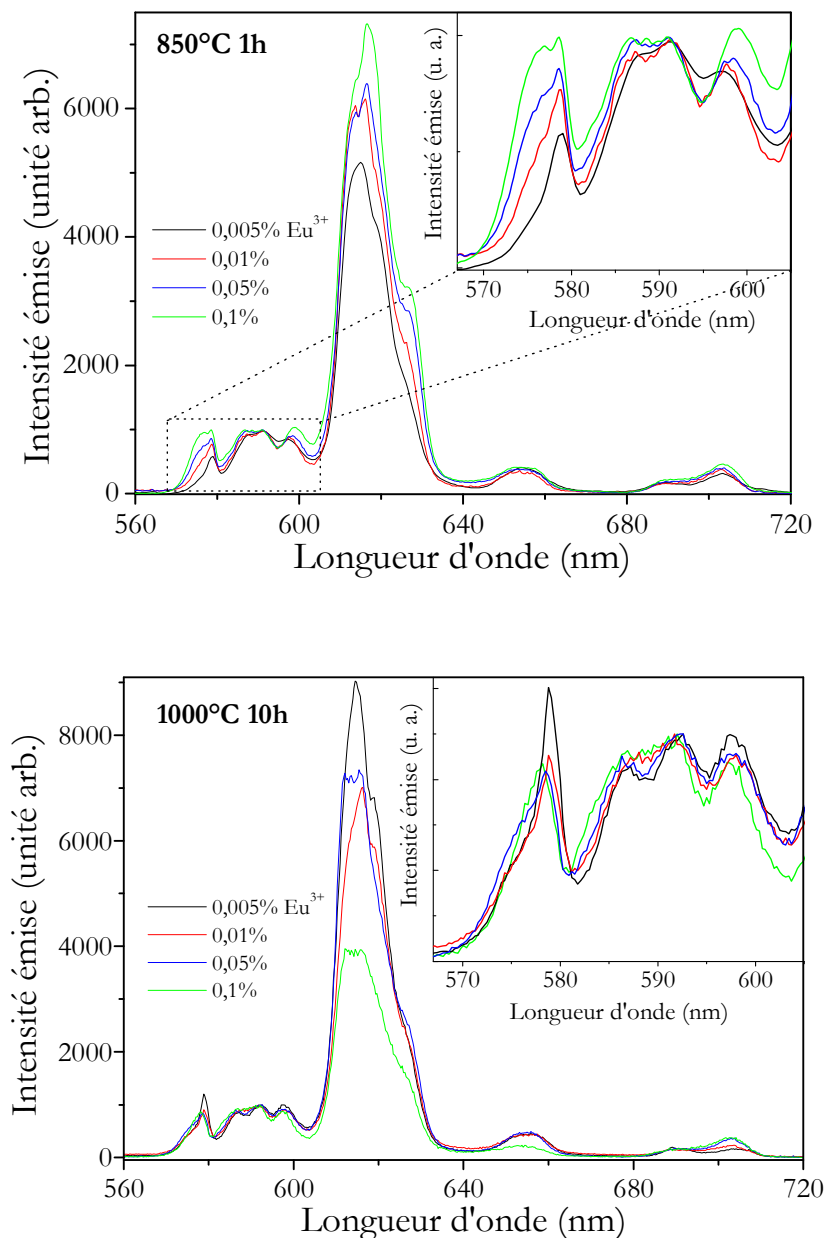 850°C 1h
Intensité émise (unité arb.)
6000
4000
2000
0
0,005% Eu3+
0,01%
0,05%
0,1%
560
600
640
680
720
Longueur d'onde (nm)
Intensité émise (u. a.)
570
580
590
600
Longueur d'onde (nm)
1000°C 10h
Intensité émise (unité arb.)
8000
6000
4000
2000
0
0,005% Eu3+
0,01%
0,05%
0,1%
560
600
640
680
720
Longueur d'onde (nm)
Intensité émise (u. a.)
570
580
590
600
Longueur d'onde (nm)